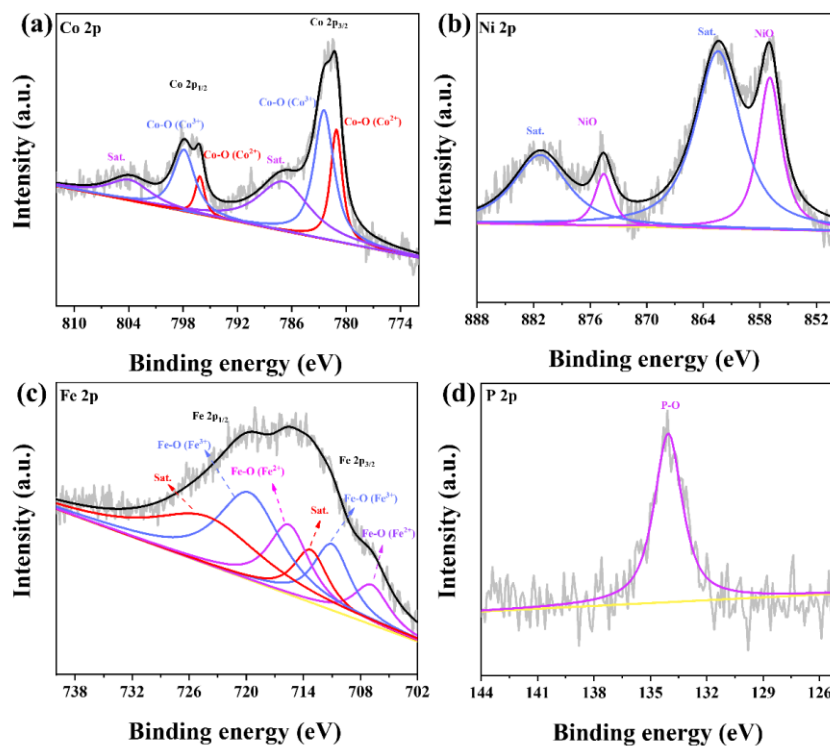 (a) Co 2p
Co 2p3/2
Co 2p1/2
Co-O (Co3+)
Co-O (Co3+)
Co-O (Co2+)
Co-O (Co2+)
Sat.
Sat.
Intensity (a.u.)
810 804 798 792 786 780 774
Binding energy (eV)
(b) Ni 2p
Sat.
NiO
NiO
Sat.
Intensity (a.u.)
888 882 876 870 862 856 850
Binding energy (eV)
(c) Fe 2p
Fe 2p1/2
Fe-O (Fe3+)
Fe 2p3/2
Fe-O (Fe2+)
Sat.
Sat.
Fe-O (Fe3+)
Fe-O (Fe2+)
Intensity (a.u.)
738 732 726 720 714 708 702
Binding energy (eV)
(d) P 2p
P-O
Intensity (a.u.)
144 141 138 134 132 129 126
Binding energy (eV)